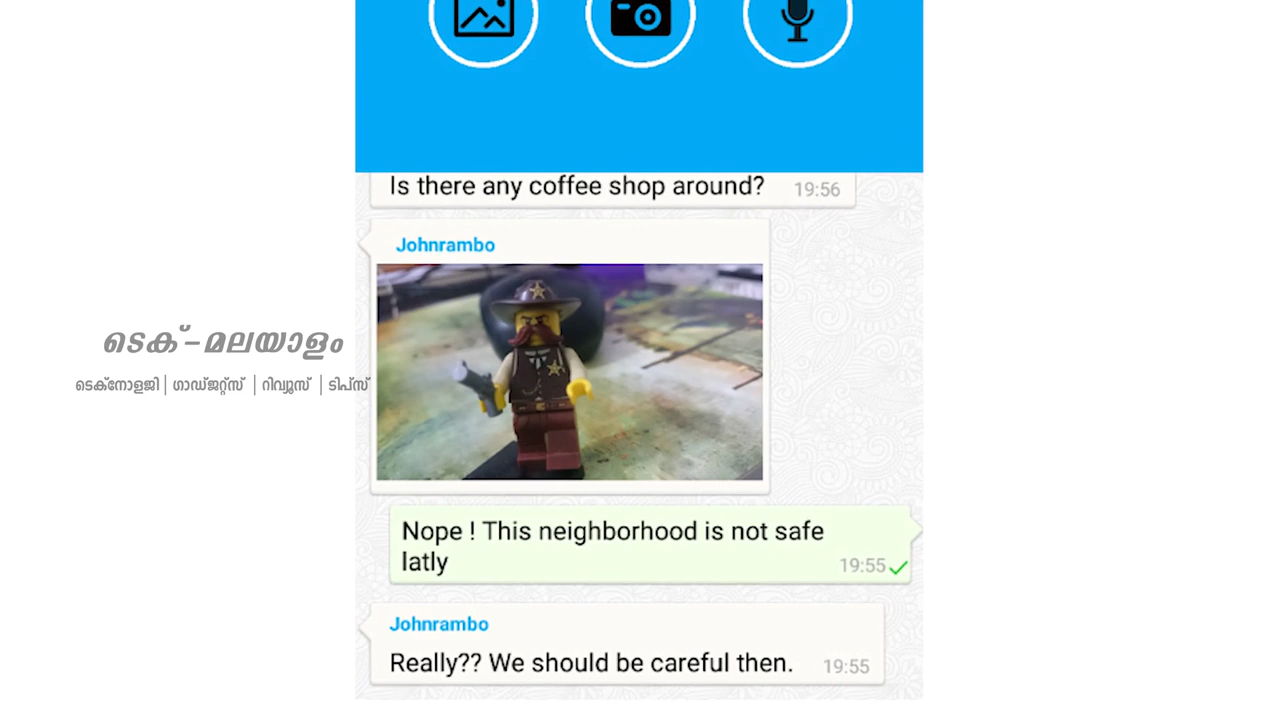 Is there any coffee shop around? 19:56
Johnrambo
ടെക്-മലയാളം
ടെക്നോളജി | ഗാഡ്ജറ്റ്സ് | റിവ്യൂസ് | ടിപ്സ്
Nope ! This neighborhood is not safe
latly 19:55
Johnrambo
Really?? We should be careful then. 19:55